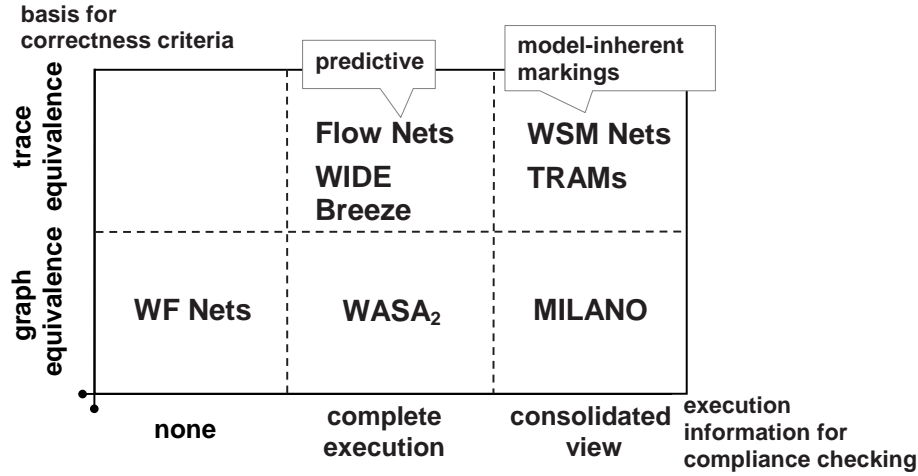 basis for
correctness criteria
predictive
model-inherent
markings
trace
equivalence
Flow Nets
WIDE
Breeze
WSM Nets
TRAMs
graph
equivalence
WF Nets
WASA₂
MILANO
none
complete
execution
consolidated
view
execution
information for
compliance checking